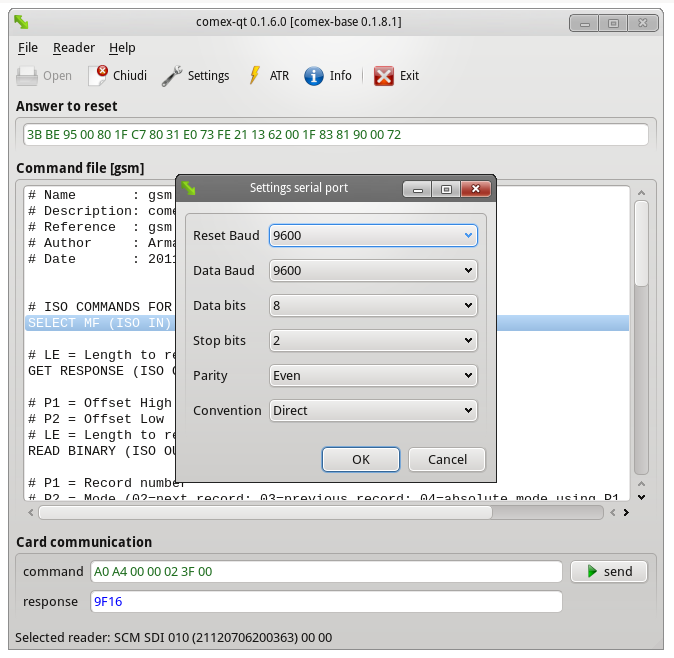 comex-qt 0.1.6.0 [comex-base 0.1.8.1]
File Reader Help
Open Chiudi Settings ATR Info Exit
Answer to reset
3B BE 95 00 80 1F C7 80 31 E0 73 FE 21 13 62 00 1F 83 81 90 00 72
Command file [gsm]
# Name : gsm
# Description: come
# Reference : gsm
# Author : Arma
# Date : 2011
# ISO COMMANDS FOR
SELECT MF (ISO IN)
# LE = Length to re
GET RESPONSE (ISO O
# P1 = Offset High
# P2 = Offset Low
# LE = Length to re
READ BINARY (ISO OU
# P1 = Record number
# P2 = Mode (02=next record; 03=previous record; 04=absolute mode using P1
Settings serial port
Reset Baud 9600
Data Baud 9600
Data bits 8
Stop bits 2
Parity Even
Convention Direct
OK Cancel
Card communication
command A0 A4 00 00 02 3F 00 send
response 9F16
Selected reader: SCM SDI 010 (21120706200363) 00 00